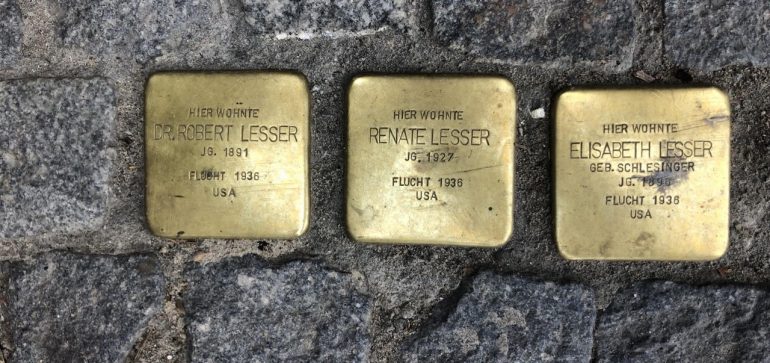 HIER WOHNTE
DR. ROBERT LESSER
JG. 1891
FLUCHT 1936
USA
HIER WOHNTE
RENATE LESSER
JG. 1927
FLUCHT 1936
USA
HIER WOHNTE
ELISABETH LESSER
GEB. SCHLESINGER
JG.
FLUCHT 1936
USA